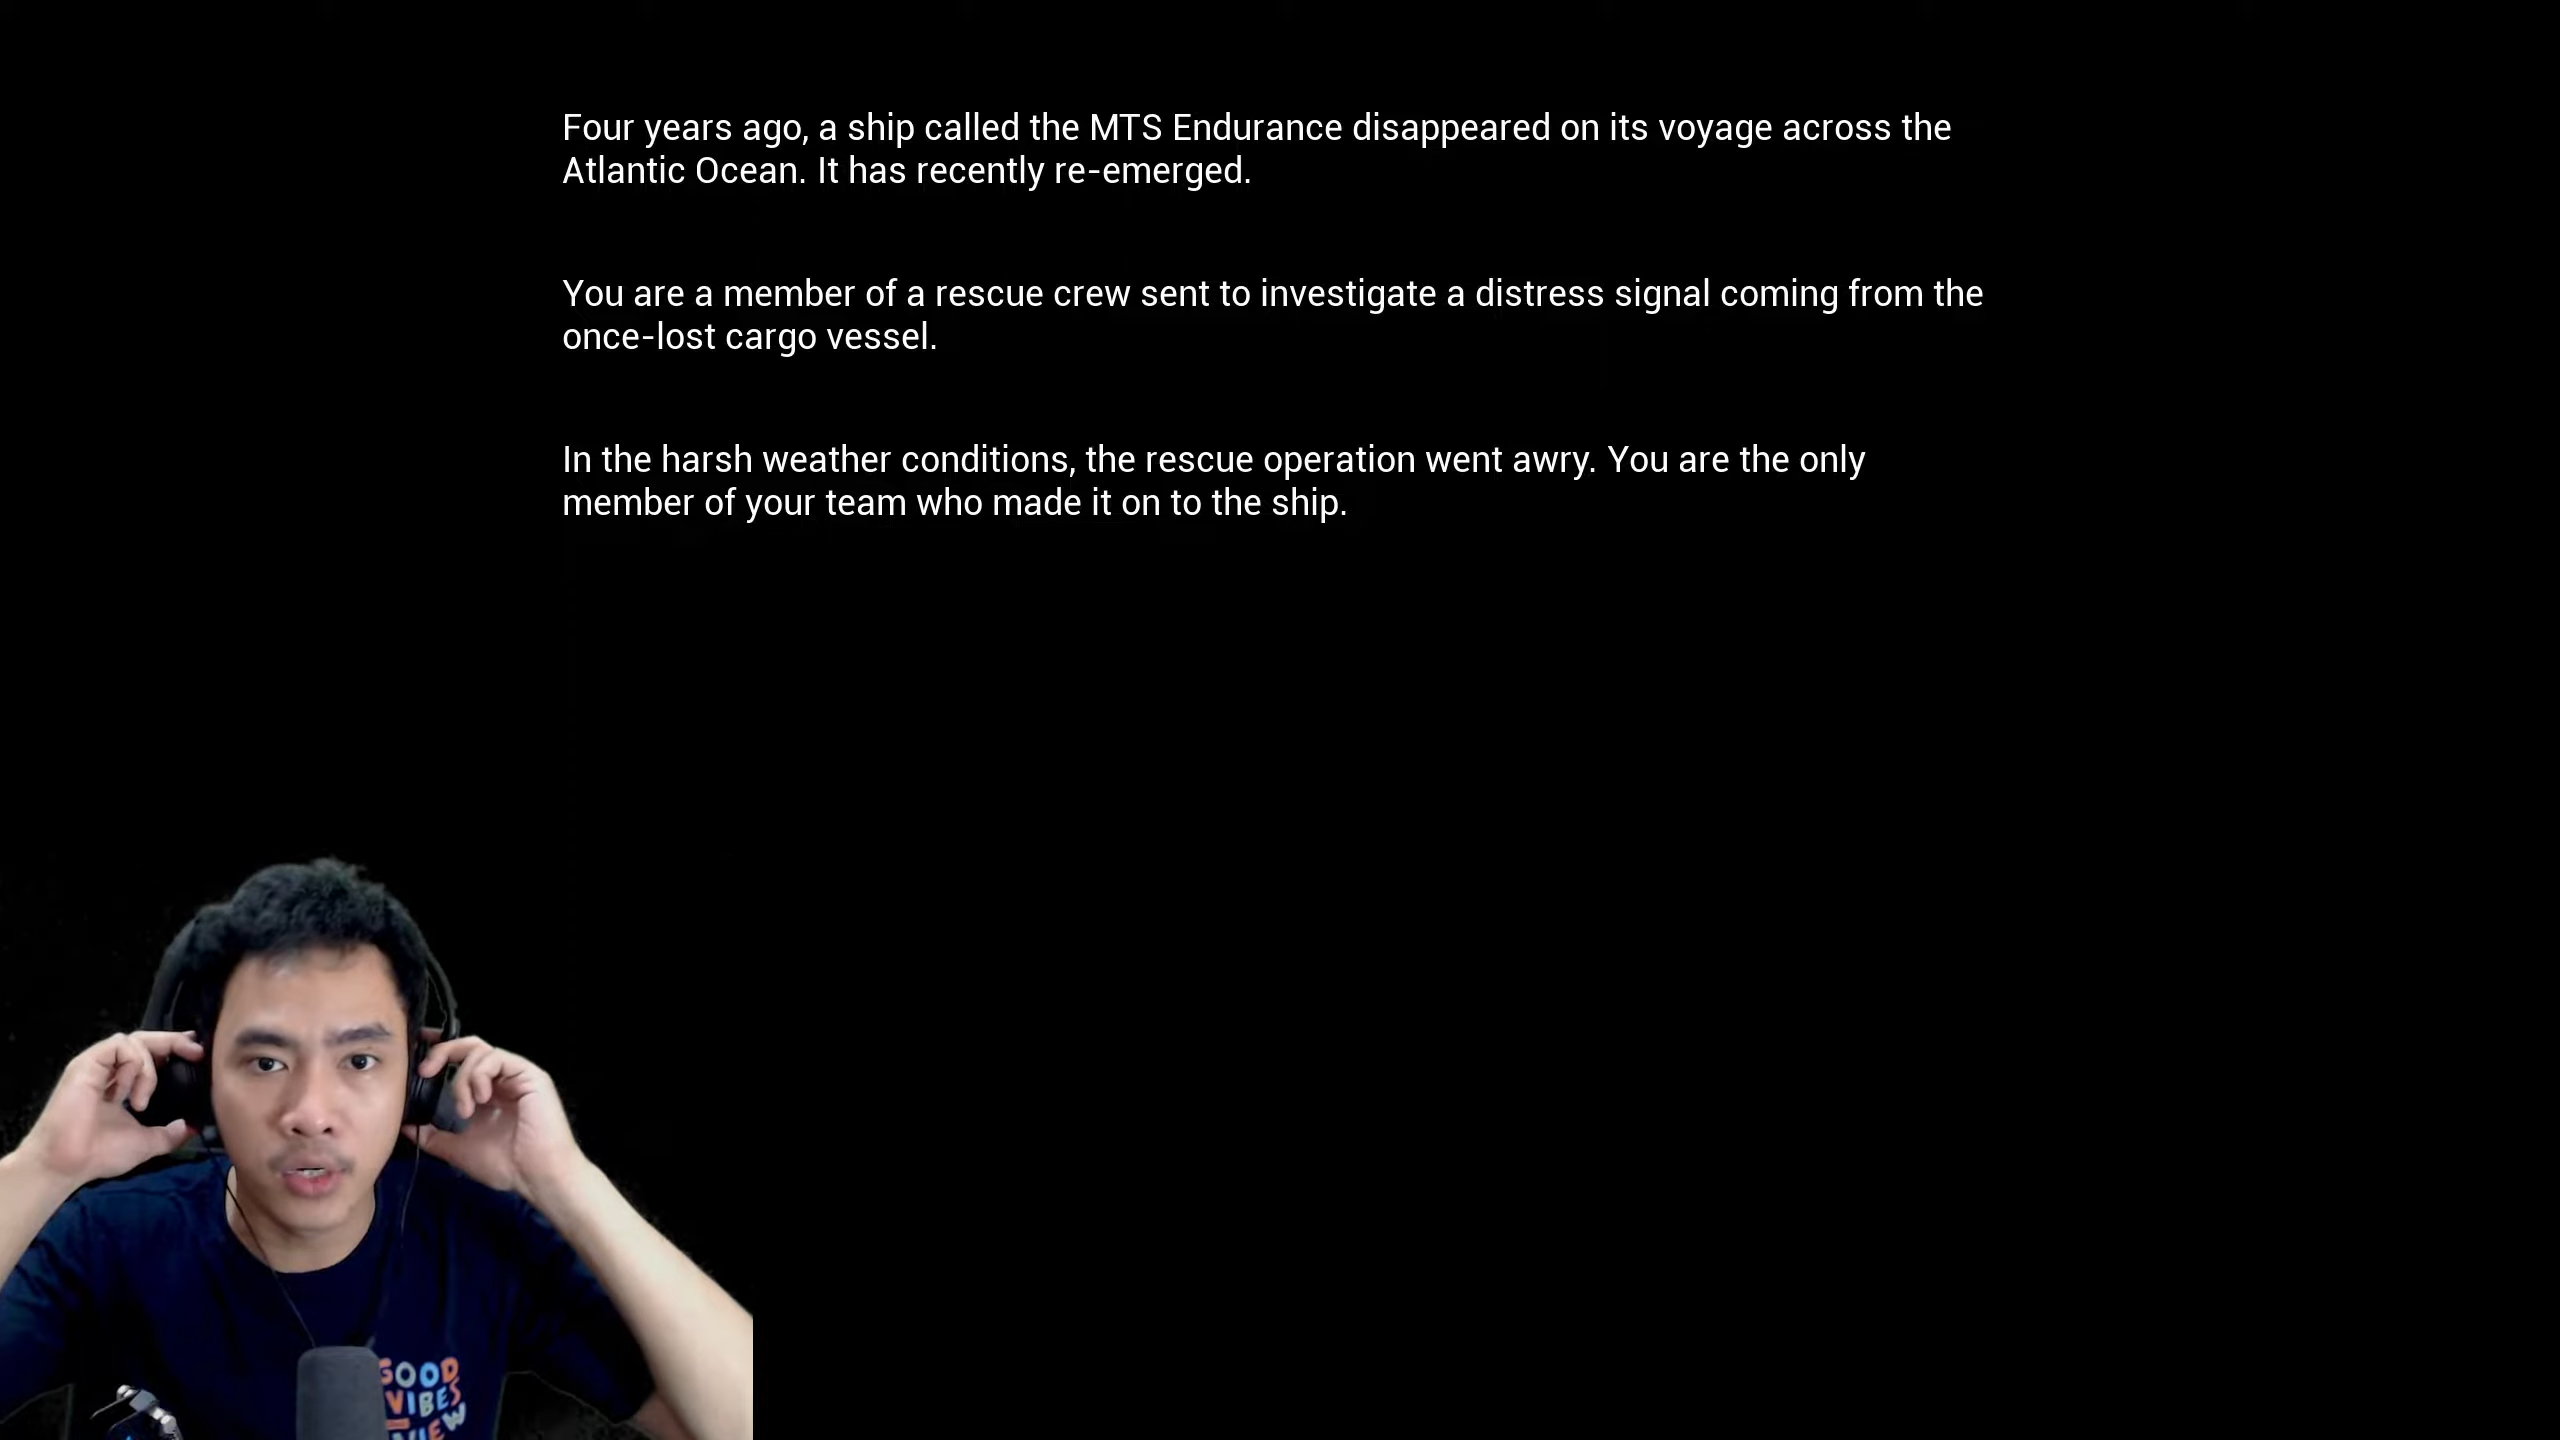 Four years ago, a ship called the MTS Endurance disappeared on its voyage across the
Atlantic Ocean. It has recently re-emerged.
You are a member of a rescue crew sent to investigate a distress signal coming from the
once-lost cargo vessel.
In the harsh weather conditions, the rescue operation went awry. You are the only
member of your team who made it on to the ship.
GOOD
VIBES
VIEW